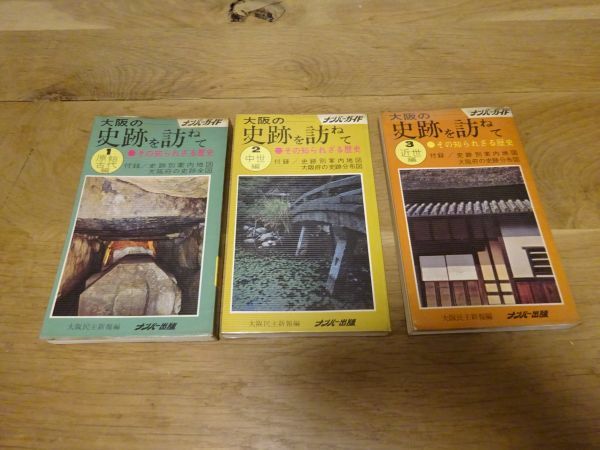 ナンバーガイド
大阪の
史跡を訪ねて
●その知られざる歴史
1
原始
古代編
付録/史跡別案内地図
大阪府の史跡全図
大阪民主新報編
ナンバー出版
ナンバーガイド
大阪の
史跡を訪ねて
●その知られざる歴史
2
中世
編
付録/史跡別案内地図
大阪府の史跡分布図
大阪民主新報編
ナンバー出版
ナンバーガイド
大阪の
史跡を訪ねて
●その知られざる歴史
3
近世
編
付録/史跡別案内地図
大阪府の史跡分布図
大阪民主新報編
ナンバー出版